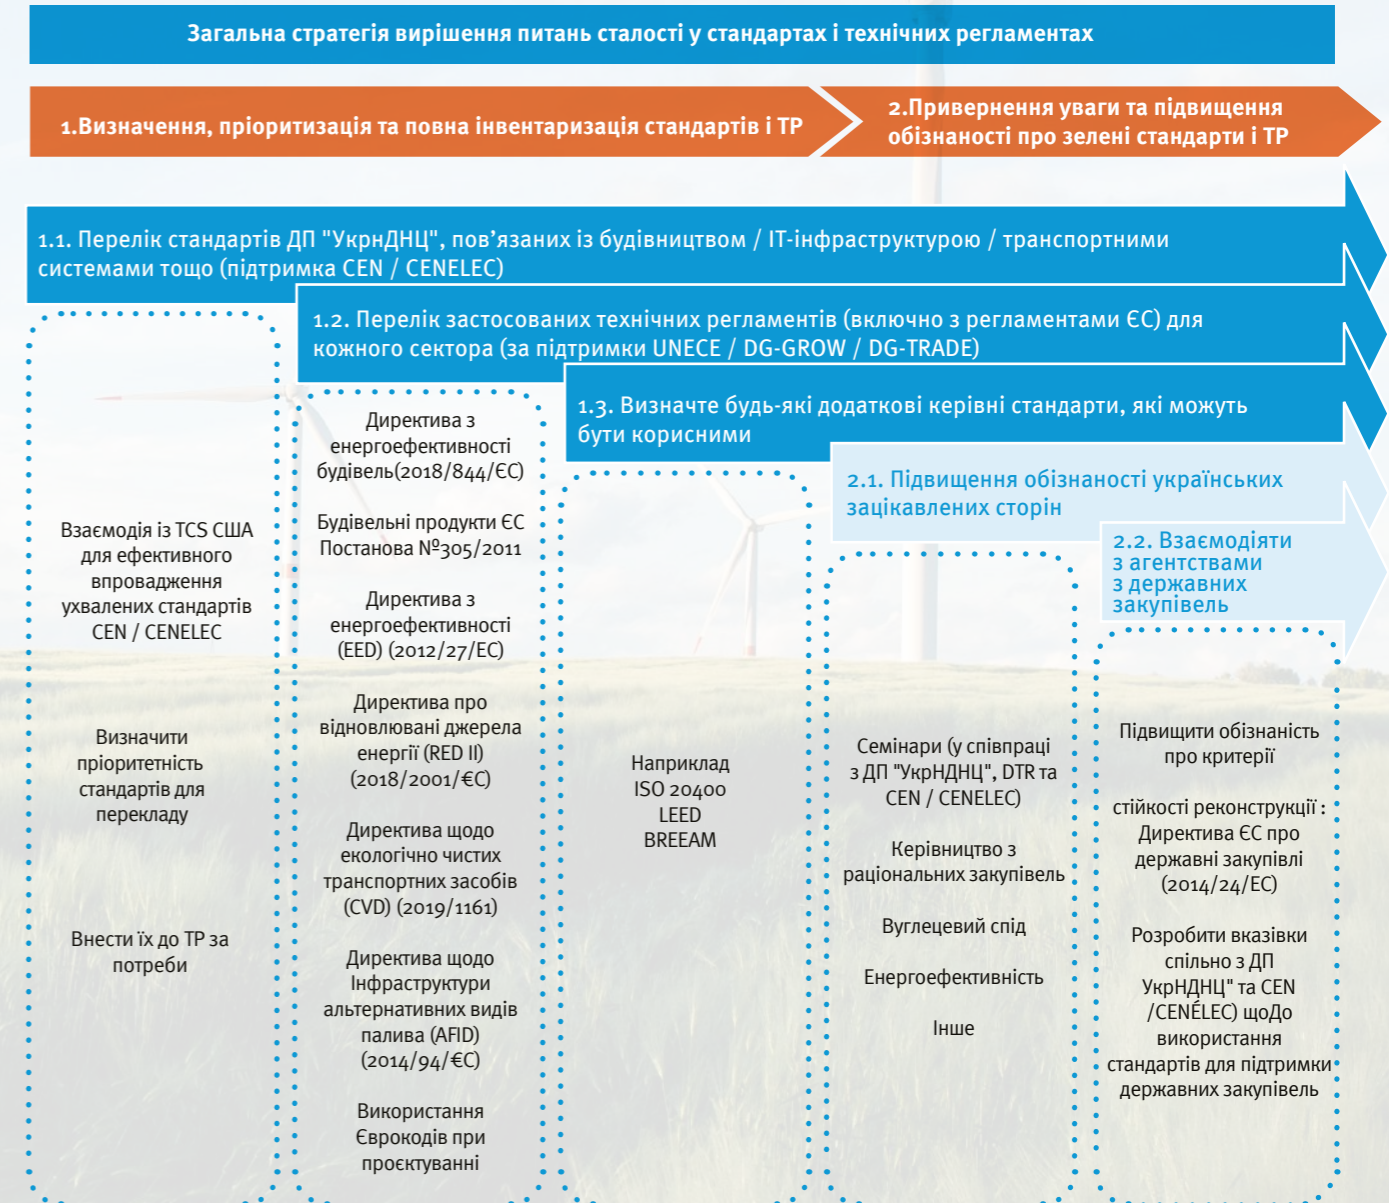 Загальна стратегія вирішення питань сталості у стандартах і технічних регламентах
1.Визначення, пріоритизація та повна інвентаризація стандартів і ТР
2.Привернення уваги та підвищення
обізнаності про зелені стандарти і ТР
1.1. Перелік стандартів ДП "УкрнДНЦ", пов’язаних із будівництвом / ІТ-інфраструктурою / транспортними
системами тощо (підтримка CEN / CENELEC)
1.2. Перелік застосованих технічних регламентів (включно з регламентами ЄС) для
кожного сектора (за підтримки UNECE / DG-GROW / DG-TRADE)
1.3. Визначте будь-які додаткові керівні стандарти, які можуть
бути корисними
2.1. Підвищення обізнаності українських
зацікавлених сторін
2.2. Взаємодіяти
з агентствами
з державних
закупівель
Взаємодія із TCS США
для ефективного
впровадження
ухвалених стандартів
CEN / CENELEC
Визначити
пріоритетність
стандартів для
перекладу
Внести їх до ТР за
потреби
Директива з
енергоефективності
будівель(2018/844/ЄС)
Будівельні продукти ЄС
Постанова №305/2011
Директива з
енергоефективності
(EED) (2012/27/EC)
Директива про
відновлювані джерела
енергії (RED II)
(2018/2001/€C)
Директива щодо
екологічно чистих
транспортних засобів
(CVD) (2019/1161)
Директива щодо
Інфраструктури
альтернативних видів
палива (AFID)
(2014/94/€C)
Використання
Єврокодів при
проєктуванні
Наприклад
ISO 20400
LEED
BREEAM
Семінари (у співпраці
з ДП "УкрНДНЦ", DTR та
CEN / CENELEC)
Керівництво з
раціональних закупівель
Вуглецевий спід
Енергоефективність
Інше
Підвищити обізнаність
про критерії
стійкості реконструкції :
Директива ЄС про
державні закупівлі
(2014/24/EC)
Розробити вказівки
спільно з ДП
УкрНДНЦ" та CEN
/CENÉLEC) щоДо
використання
стандартів для підтримки
державних закупівель